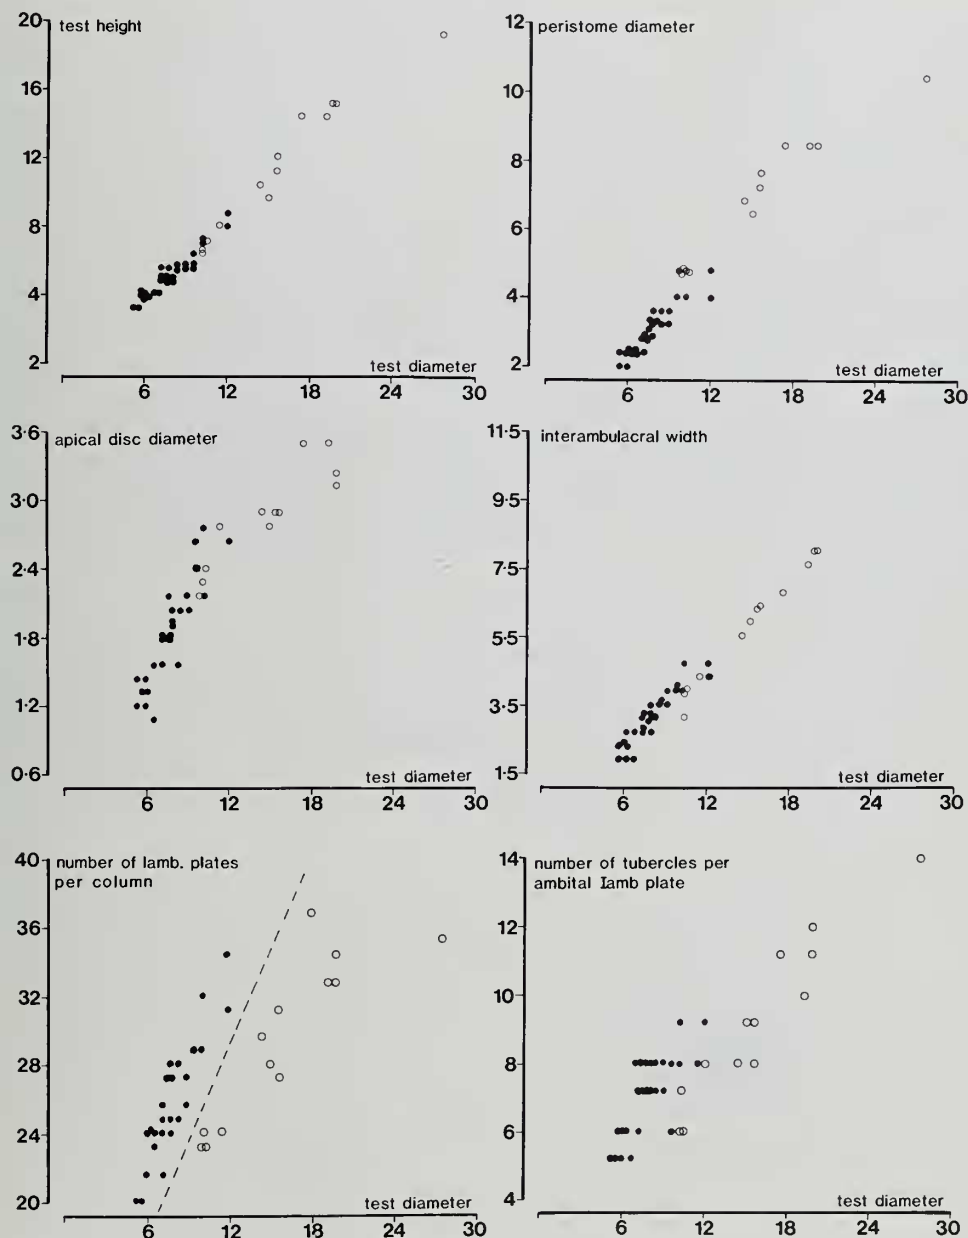 test height
20
16
12
8
4
2
test diameter
6 12 18 24 30
peristome diameter
12
10
8
6
4
2
test diameter
6 12 18 24 30
apical disc diameter
3·6
3·0
2·4
1·8
1·2
0·6
test diameter
6 12 18 24 30
interambulacral width
11·5
9·5
7·5
5·5
3·5
1·5
test diameter
6 12 18 24 30
number of Iamb. plates
per column
40
36
32
28
24
20
test diameter
6 12 18 24 30
number of tubercles per
ambital Iamb plate
14
12
10
8
6
4
test diameter
6 12 18 24 30